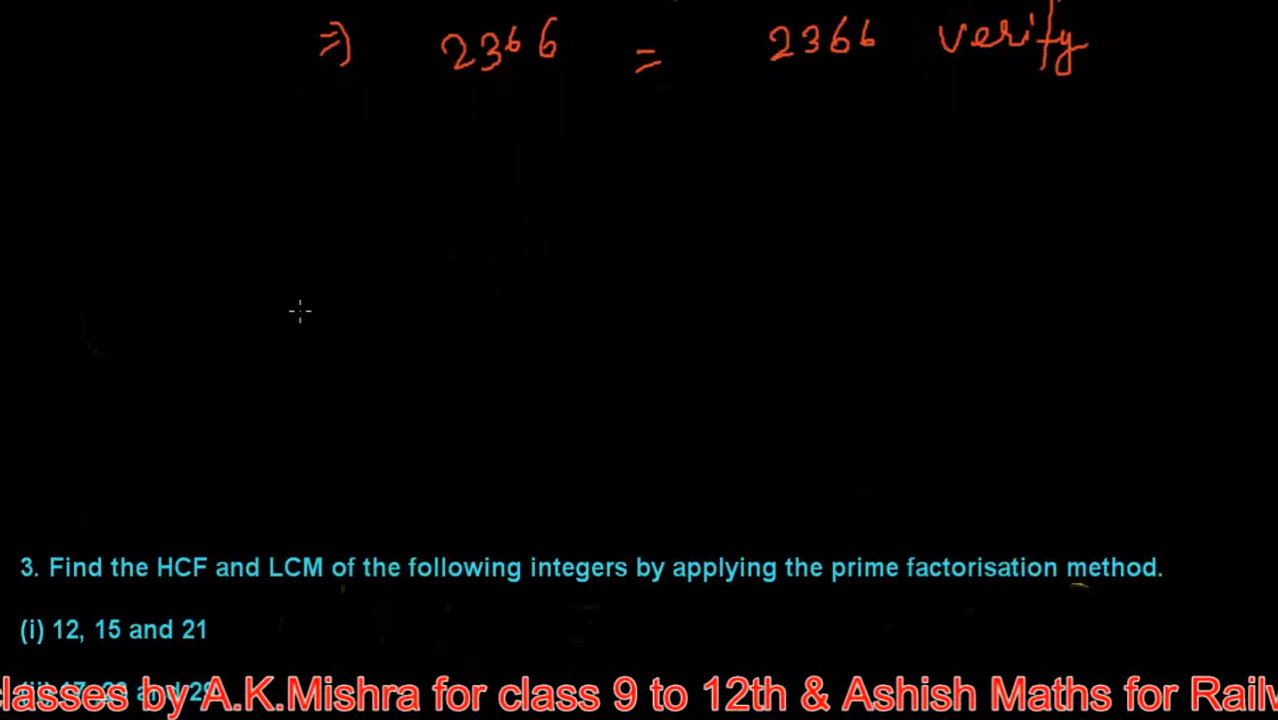 ⇒ 2366 = 2366 verify
3. Find the HCF and LCM of the following integers by applying the prime factorisation method.
(i) 12, 15 and 21
classes by A.K.Mishra for class 9 to 12th & Ashish Maths for